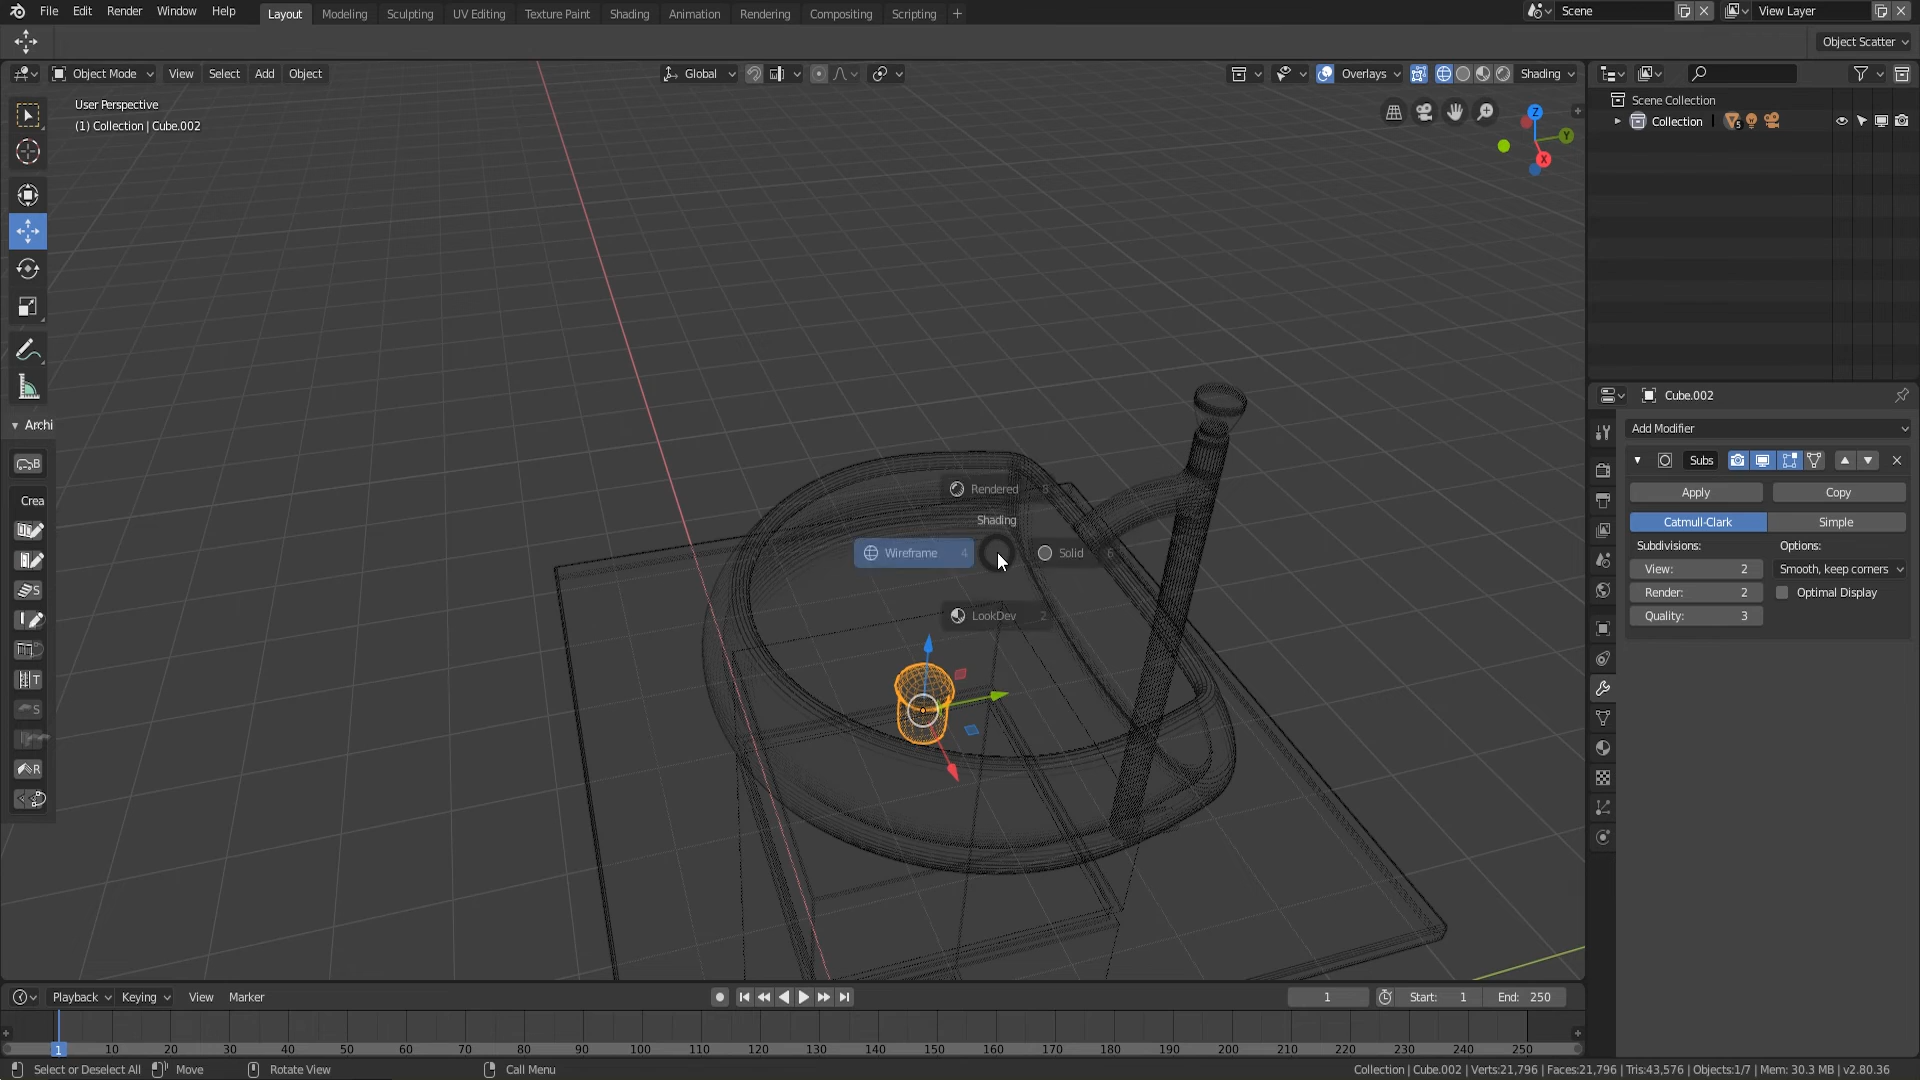 File Edit Render Window Help Layout Modeling Sculpting UV Editing Texture Paint Shading Animation Rendering Compositing Scripting + Scene View Layer
Object Scatter
Object Mode View Select Add Object Global Overlays Shading
User Perspective
(1) Collection | Cube.002
Z
Y
X
Scene Collection
Collection 5
Archi
B
Crea
S
T
S
R
Rendered 8
Shading
Wireframe 4
Solid 6
LookDev 2
Cube.002
Add Modifier
Subs
Apply Copy
Catmull-Clark Simple
Subdivisions: Options:
View: 2 Smooth, keep corners
Render: 2 Optimal Display
Quality: 3
Playback Keying View Marker 1 Start: 1 End: 250
1 10 20 30 40 50 60 70 80 90 100 110 120 130 140 150 160 170 180 190 200 210 220 230 240 250
Select or Deselect All Move Rotate View Call Menu Collection | Cube.002 | Verts:21,796 | Faces:21,796 | Tris:43,576 | Objects:1/7 | Mem: 30.3 MB | v2.80.36